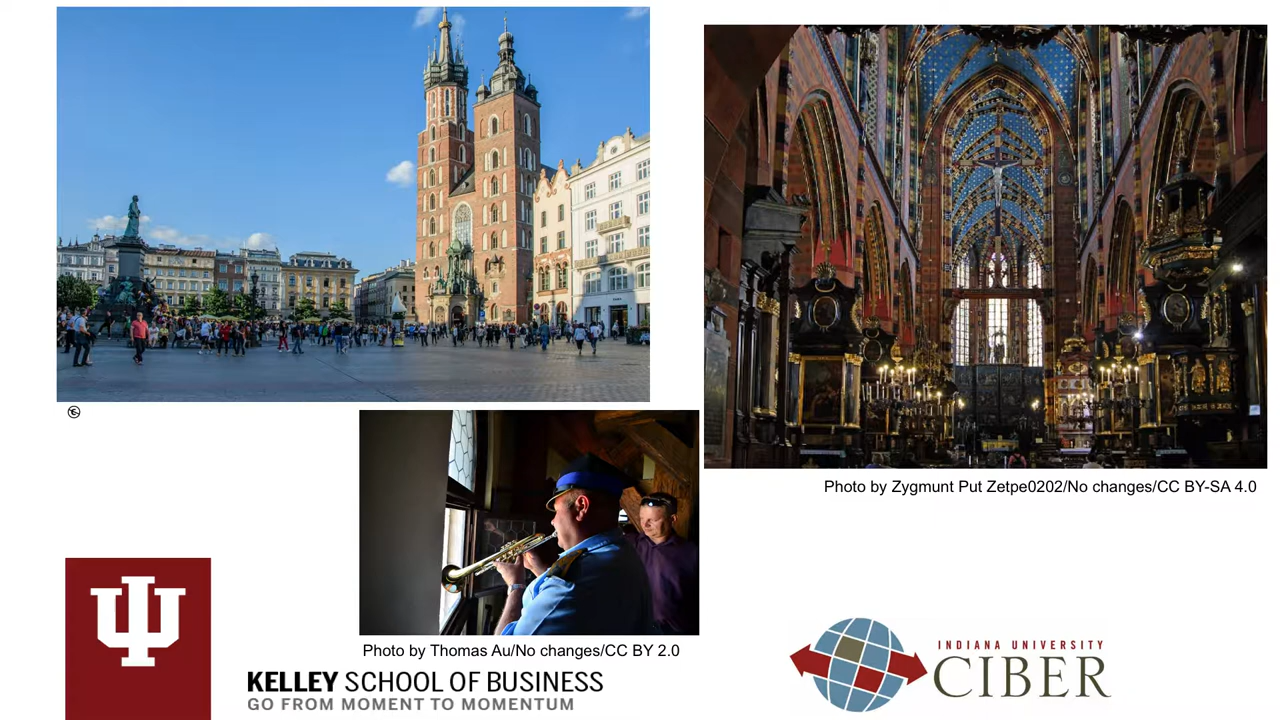 Photo by Zygmunt Put Zetpe0202/No changes/CC BY-SA 4.0
Photo by Thomas Au/No changes/CC BY 2.0
KELLEY SCHOOL OF BUSINESS
GO FROM MOMENT TO MOMENTUM
INDIANA UNIVERSITY
CIBER